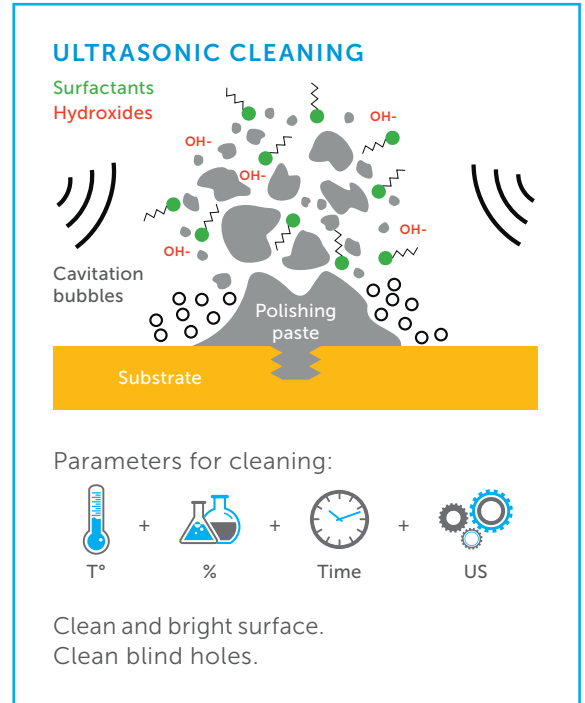 ULTRASONIC CLEANING
Surfactants
Hydroxides
OH-
OH-
OH-
OH-
OH-
Cavitation
bubbles
Polishing
paste
Substrate
Parameters for cleaning:
+
+
+
T°
%
Time
US
Clean and bright surface.
Clean blind holes.